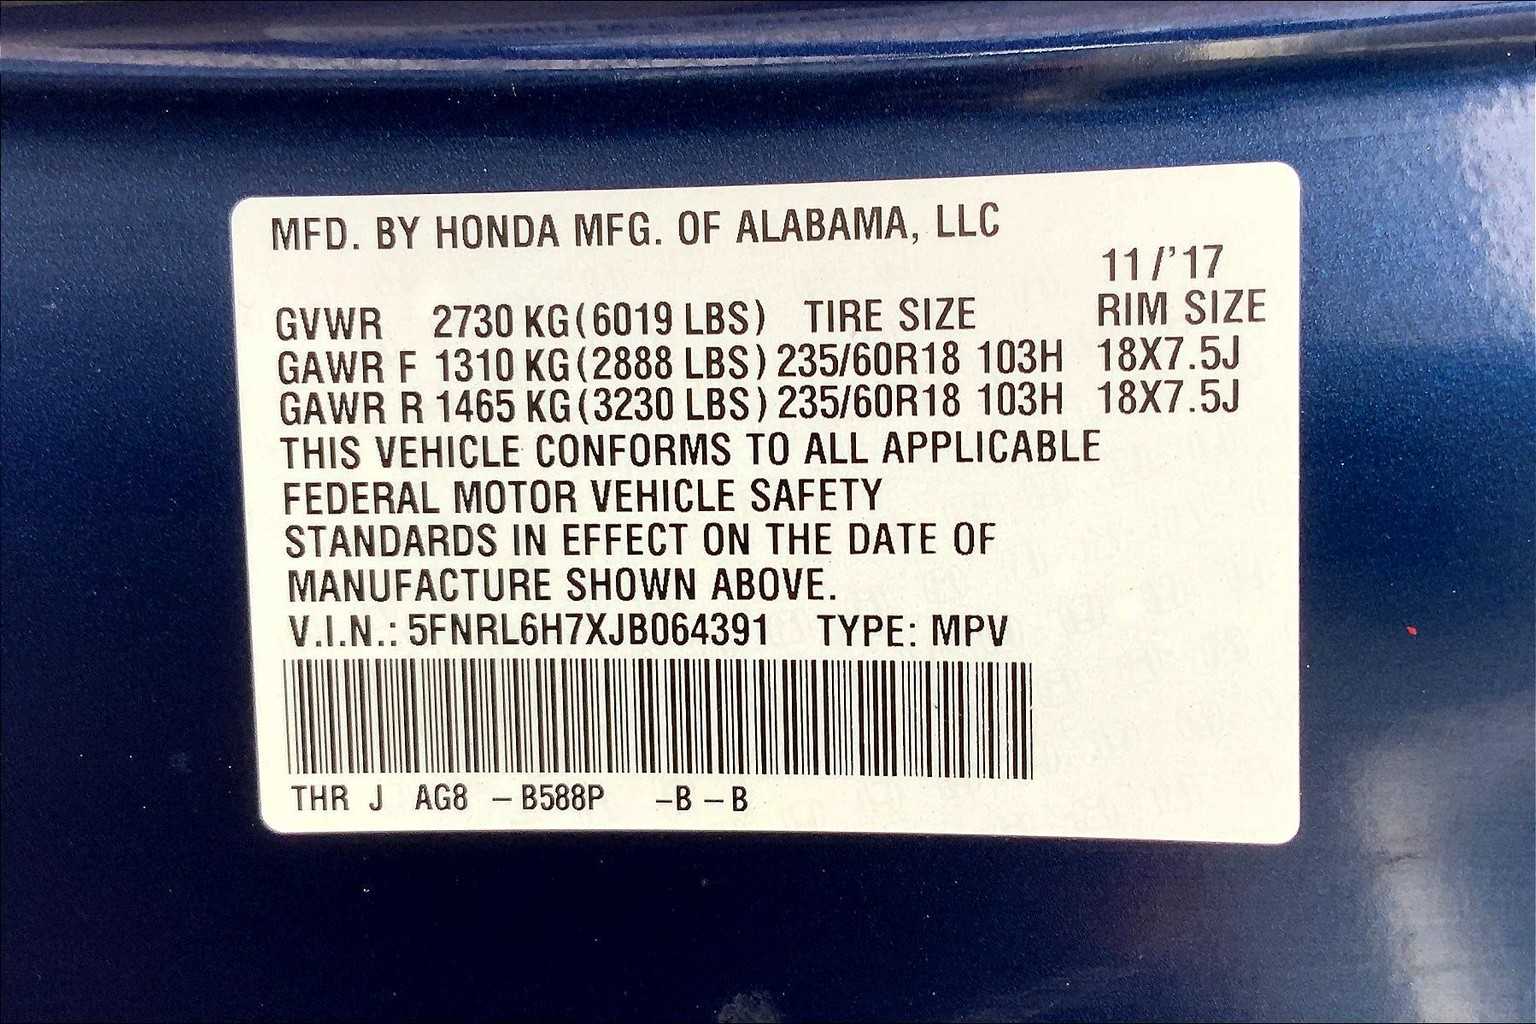 MFD. BY HONDA MFG. OF ALABAMA, LLC
11/'17
GVWR 2730 KG(6019 LBS) TIRE SIZE RIM SIZE
GAWR F 1310 KG(2888 LBS) 235/60R18 103H 18X7.5J
GAWR R 1465 KG(3230 LBS) 235/60R18 103H 18X7.5J
THIS VEHICLE CONFORMS TO ALL APPLICABLE
FEDERAL MOTOR VEHICLE SAFETY
STANDARDS IN EFFECT ON THE DATE OF
MANUFACTURE SHOWN ABOVE.
V.I.N.: 5FNRL6H7XJB064391 TYPE: MPV
THR J AG8 -B588P -B-B